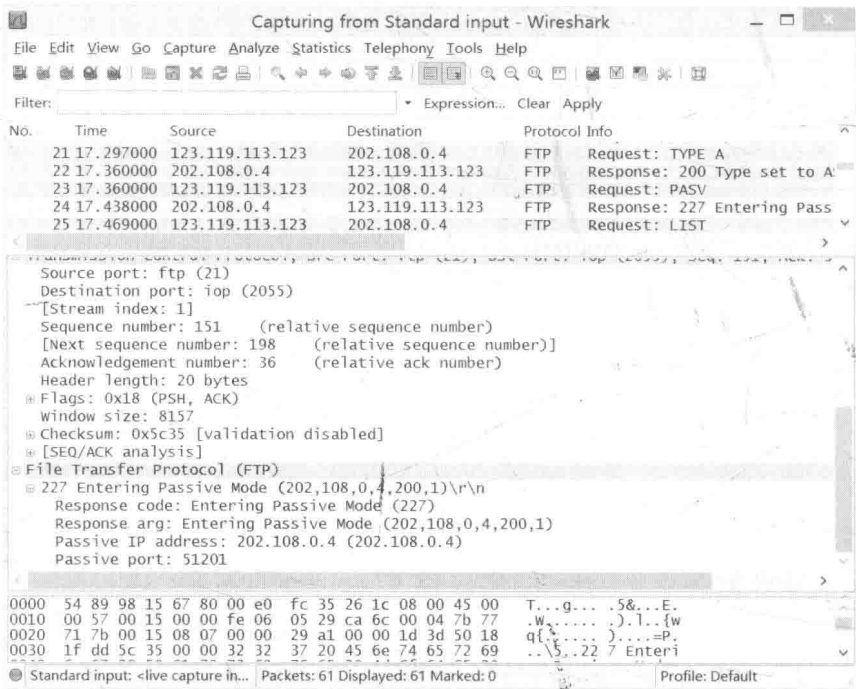 Capturing from Standard input - Wireshark
File Edit View Go Capture Analyze Statistics Telephony Tools Help
Filter: Expression... Clear Apply
No. Time Source Destination Protocol Info
21 17.297000 123.119.113.123 202.108.0.4 FTP Request: TYPE A
22 17.360000 202.108.0.4 123.119.113.123 FTP Response: 200 Type set to A:
23 17.360000 123.119.113.123 202.108.0.4 FTP Request: PASV
24 17.438000 202.108.0.4 123.119.113.123 FTP Response: 227 Entering Pass
25 17.469000 123.119.113.123 202.108.0.4 FTP Request: LIST
Source port: ftp (21)
Destination port: iop (2055)
[Stream index: 1]
Sequence number: 151 (relative sequence number)
[Next sequence number: 198 (relative sequence number)]
Acknowledgement number: 36 (relative ack number)
Header length: 20 bytes
Flags: 0x18 (PSH, ACK)
Window size: 8157
Checksum: 0x5c35 [validation disabled]
[SEQ/ACK analysis]
File Transfer Protocol (FTP)
227 Entering Passive Mode (202,108,0,4,200,1)\r\n
Response code: Entering Passive Mode (227)
Response arg: Entering Passive Mode (202,108,0,4,200,1)
Passive IP address: 202.108.0.4 (202.108.0.4)
Passive port: 51201
0000 54 89 98 15 67 80 00 e0 fc 35 26 1c 08 00 45 00 T...g... .5&...E.
0010 00 57 00 15 00 00 fe 06 05 29 ca 6c 00 04 7b 77 .W...... .).l..{w
0020 71 7b 00 15 08 07 00 00 29 a1 00 00 1d 3d 50 18 q{...... )....=P.
0030 1f dd 5c 35 00 00 32 32 37 20 45 6e 74 65 72 69 ..\5..22 7 Enteri
Standard input: <live capture in... Packets: 61 Displayed: 61 Marked: 0 Profile: Default